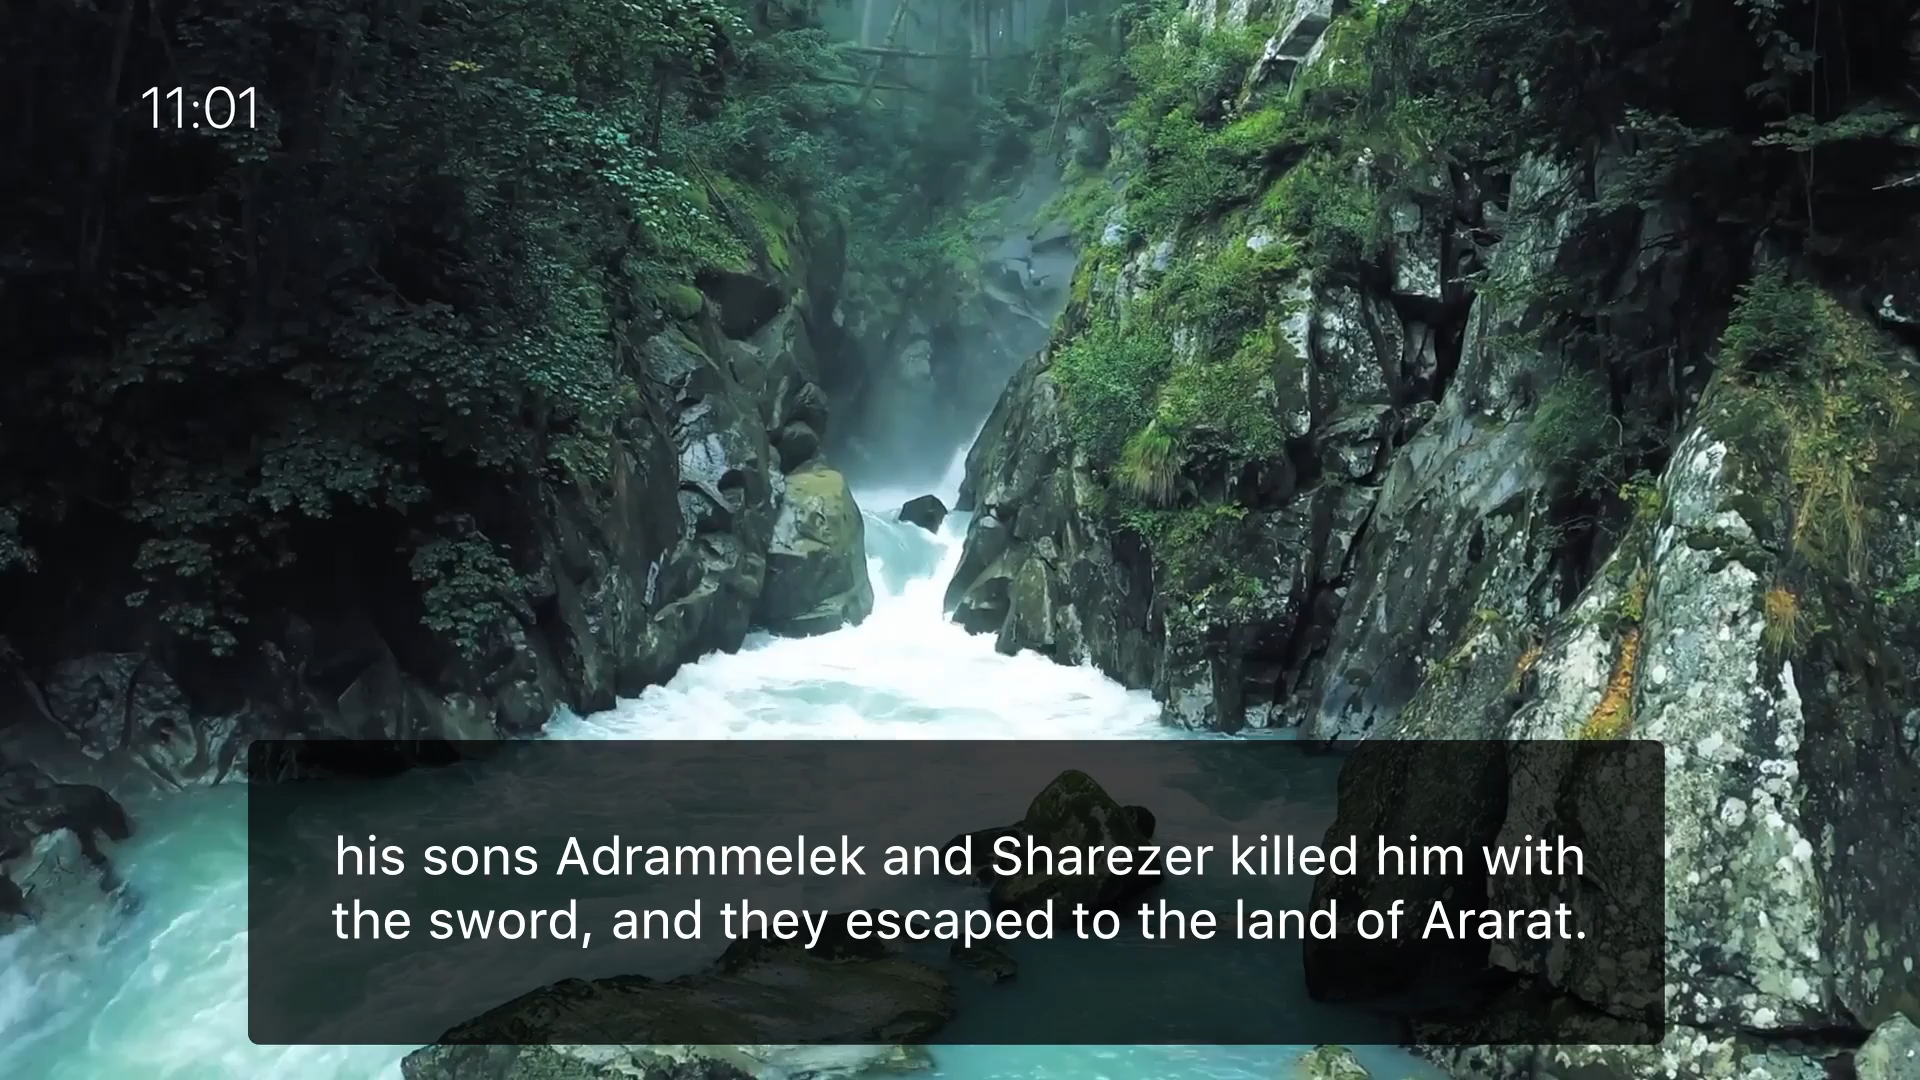 11:01
his sons Adrammelek and Sharezer killed him with
the sword, and they escaped to the land of Ararat.